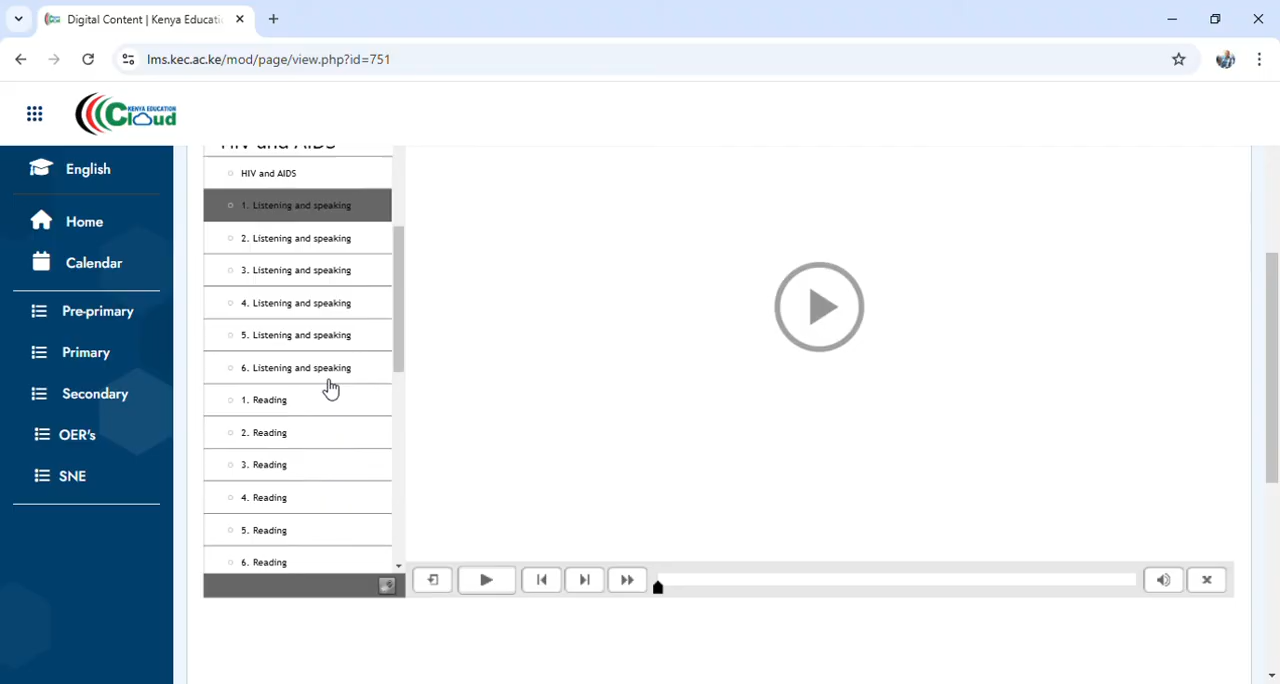 Digital Content | Kenya Educati
lms.kec.ac.ke/mod/page/view.php?id=751
KENYA EDUCATION
Cloud
English
Home
Calendar
Pre-primary
Primary
Secondary
OER's
SNE
HIV and AIDS
HIV and AIDS
1. Listening and speaking
2. Listening and speaking
3. Listening and speaking
4. Listening and speaking
5. Listening and speaking
6. Listening and speaking
1. Reading
2. Reading
3. Reading
4. Reading
5. Reading
6. Reading